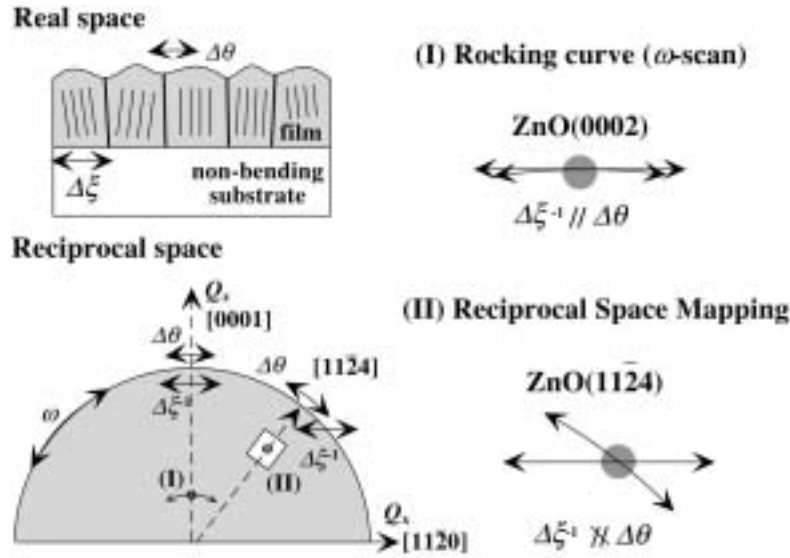 Real space
Δθ
film
Δξ
non-bending
substrate
(I) Rocking curve (ω-scan)
ZnO(0002)
Δξ⁻¹ // Δθ
Reciprocal space
Qₓ
[0001]
Δθ
Δθ
[112̄4]
Δξ⁻¹
ω
Δξ⁻¹
(I)
(II)
Qₓ
[112̄0]
(II) Reciprocal Space Mapping
ZnO(112̄4)
Δξ⁻¹ ∦ Δθ